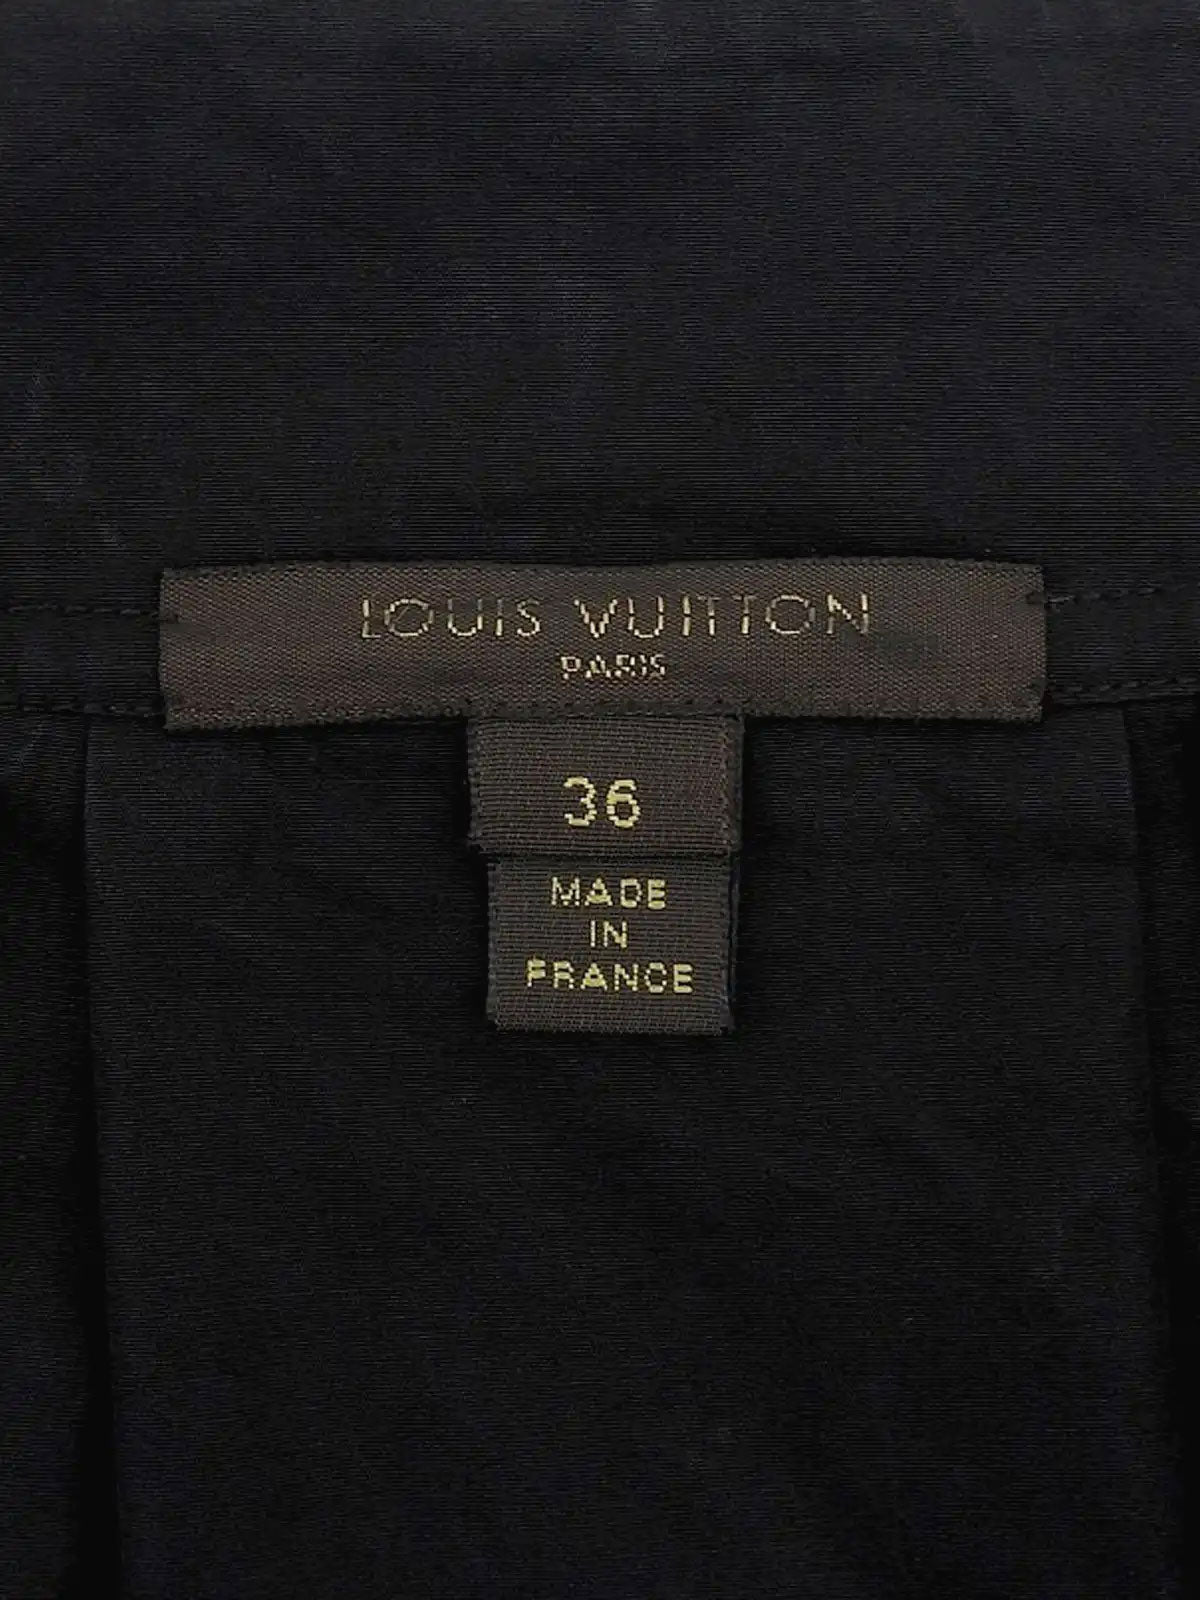 LOUIS VUITTON
PARIS
36
MADE
IN
FRANCE